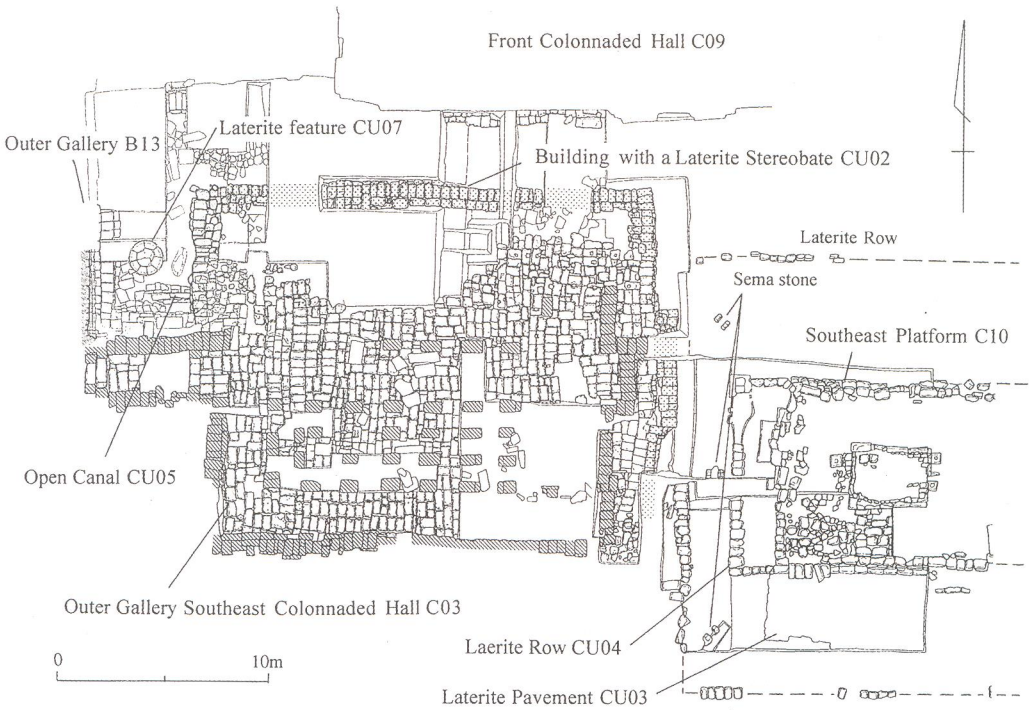 Front Colonnaded Hall C09
Laterite feature CU07
Outer Gallery B13
Building with a Laterite Stereobate CU02
Laterite Row
Sema stone
Southeast Platform C10
Open Canal CU05
Outer Gallery Southeast Colonnaded Hall C03
Laerite Row CU04
0 10m
Laterite Pavement CU03